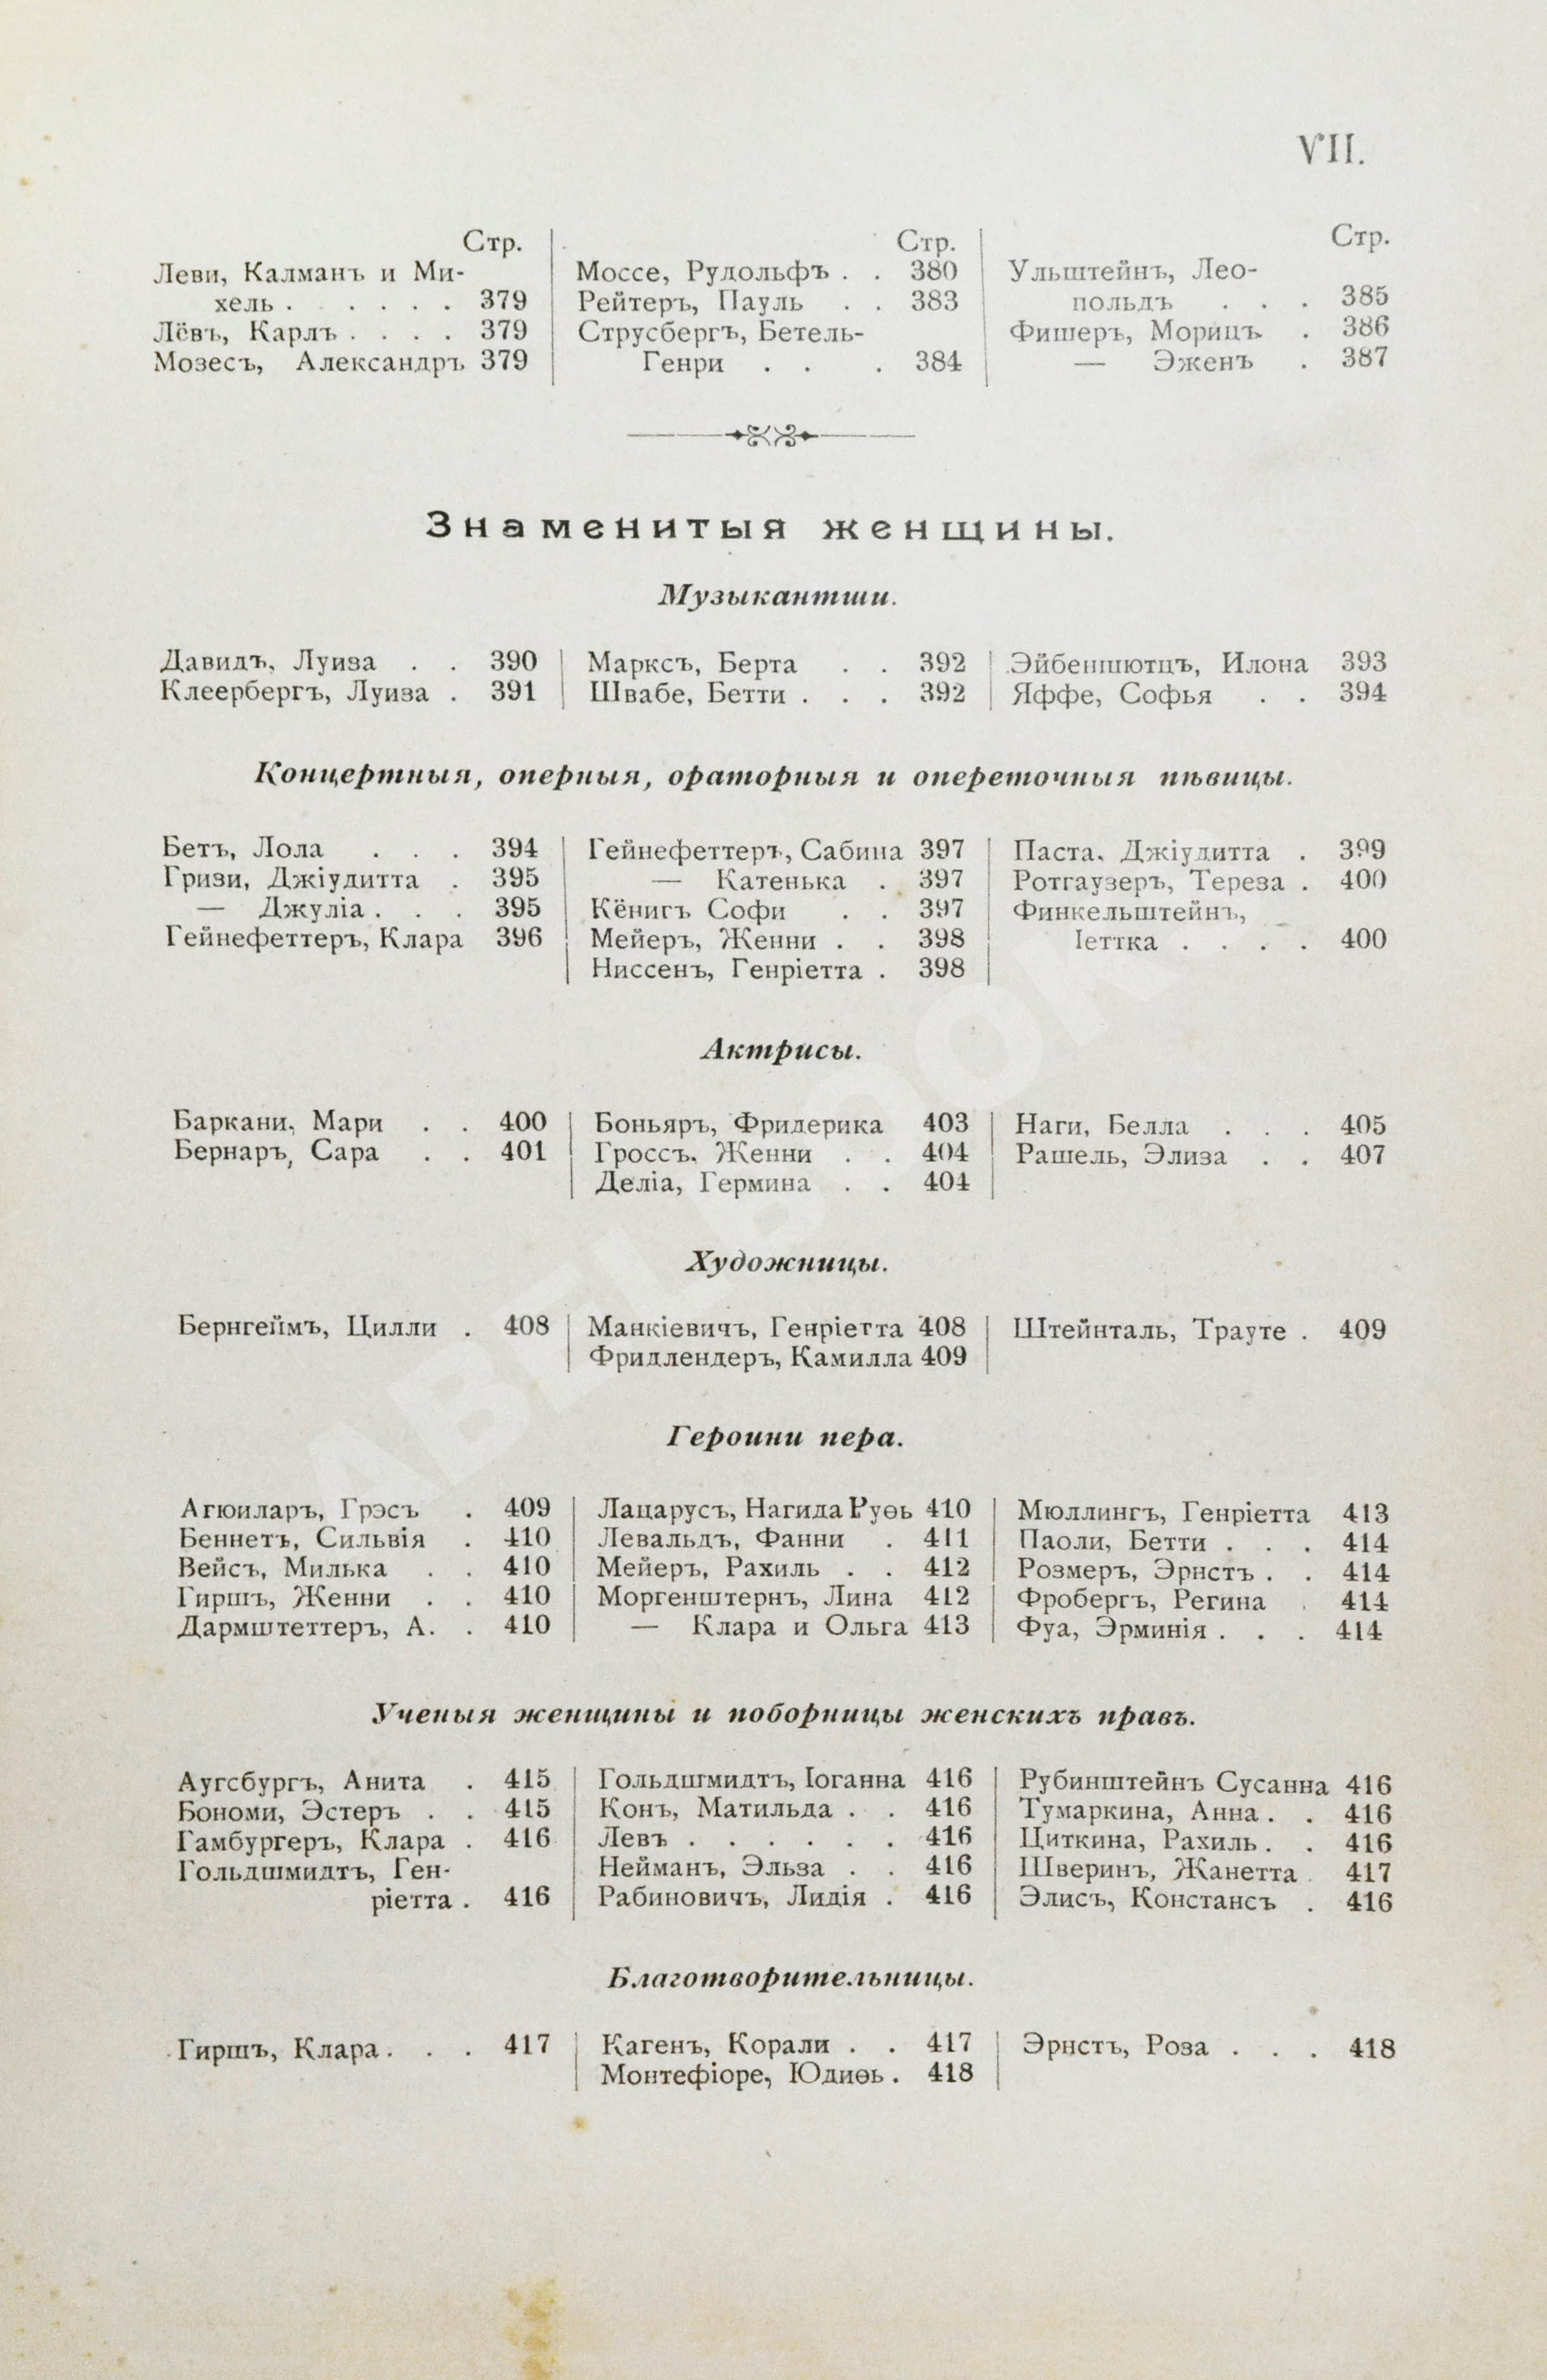 VII.
Стр.
Леви, Калманъ и Ми-
хель . . . . . 379
Лёвъ, Карлъ . . . . 379
Мозесъ, Александръ 379
Стр.
Моссе, Рудольфъ . . 380
Рейтеръ, Пауль . . 383
Струсбергъ, Бетель-
Генри . . . 384
Стр.
Ульштейнъ, Лео-
польдъ . . . 385
Фишеръ, Морицъ . 386
— Эженъ . 387
Знаменитыя женщины.
Музыкантши.
Давидъ, Луиза . . 390
Клеербергъ, Луиза . 391
Марксъ, Берта . . 392
Швабе, Бетти . . . 392
Эйбеншютцъ, Илона 393
Яффе, Софья . . 394
Концертныя, оперныя, ораторныя и опереточныя пѣвицы.
Бетъ, Лола . . . 394
Гризи, Джіудитта . 395
— Джуліа . . . 395
Гейнефеттеръ, Клара 396
Гейнефеттеръ, Сабина 397
— Катенька . 397
Кёнигъ Софи . . 397
Мейеръ, Женни . . 398
Ниссенъ, Генріетта . 398
Паста, Джіудитта . 399
Ротгаузеръ, Тереза . 400
Финкельштейнъ,
Іеттка . . . . 400
Актрисы.
Баркани, Мари . . 400
Бернаръ, Сара . . 401
Боньяръ, Фридерика 403
Гроссъ, Женни . . 404
Деліа, Гермина . . 404
Наги, Белла . . . 405
Рашель, Элиза . . 407
Художницы.
Бернгеймъ, Цилли . 408
Манкіевичъ, Генріетта 408
Фридлендеръ, Камилла 409
Штейнталь, Трауте . 409
Героини пера.
Агюиларъ, Грэсъ . 409
Беннетъ, Сильвія . 410
Вейсъ, Милька . . 410
Гиршъ, Женни . . 410
Дармштеттеръ, А. . 410
Лацарусъ, Нагида Руѳь 410
Левальдъ, Фанни . 411
Мейеръ, Рахиль . . 412
Моргенштернъ, Лина 412
— Клара и Ольга 413
Мюллингъ, Генріетта 413
Паоли, Бетти . . . 414
Розмеръ, Эрнстъ . . 414
Фробергъ, Регина . 414
Фуа, Эрминія . . . 414
Ученыя женщины и поборницы женскихъ правъ.
Аугсбургъ, Анита . 415
Бономи, Эстеръ . . 415
Гамбургеръ, Клара . 416
Гольдшмидтъ, Ген-
ріетта . 416
Гольдшмидтъ, Іоганна 416
Конъ, Матильда . . 416
Левъ . . . . . . 416
Нейманъ, Эльза . . 416
Рабиновичъ, Лидія . 416
Рубинштейнъ Сусанна 416
Тумаркина, Анна . . 416
Циткина, Рахиль . . 416
Шверинъ, Жанетта . 417
Элисъ, Констансъ . 416
Благотворительницы.
Гиршъ, Клара . . . 417
Кагенъ, Корали . . 417
Монтефіоре, Юдиѳь . 418
Эрнстъ, Роза . . . 418
ABELBOOKS